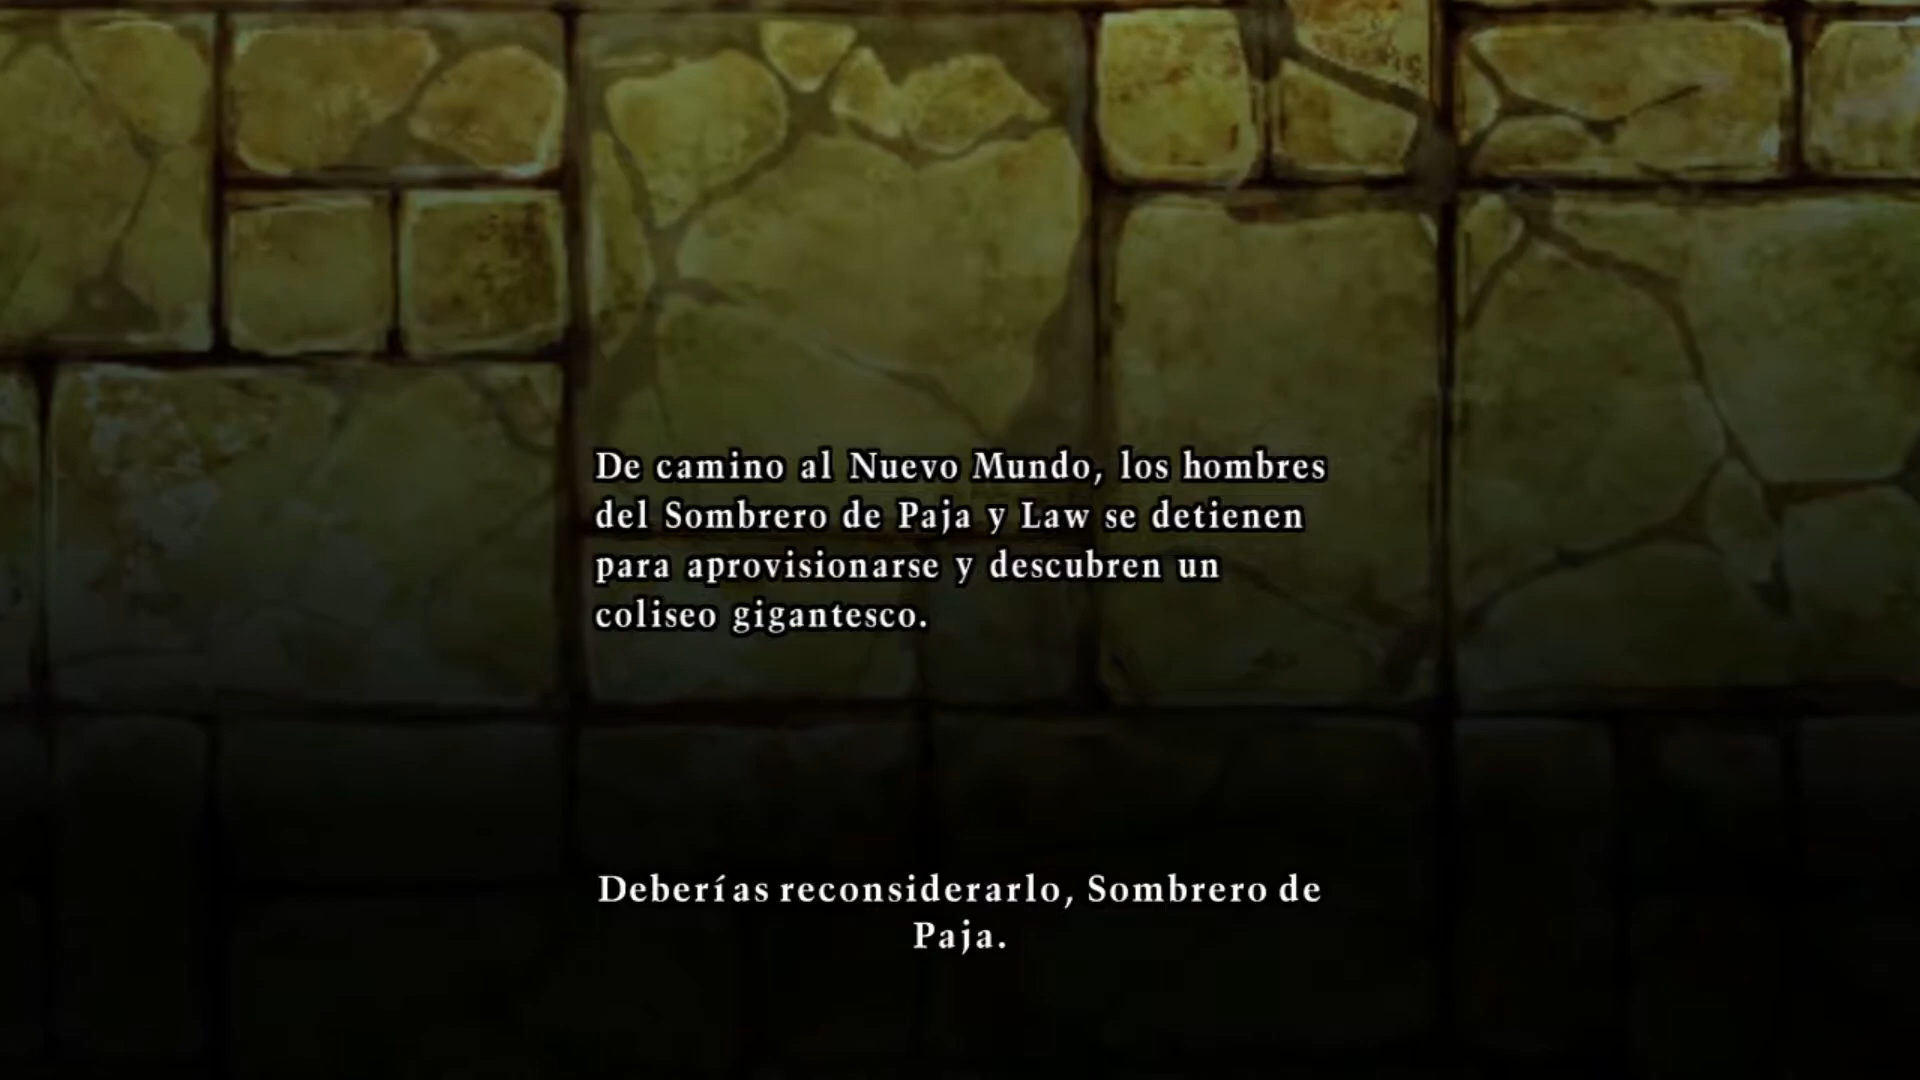 De camino al Nuevo Mundo, los hombres
del Sombrero de Paja y Law se detienen
para aprovisionarse y descubren un
coliseo gigantesco.
Deberías reconsiderarlo, Sombrero de
Paja.